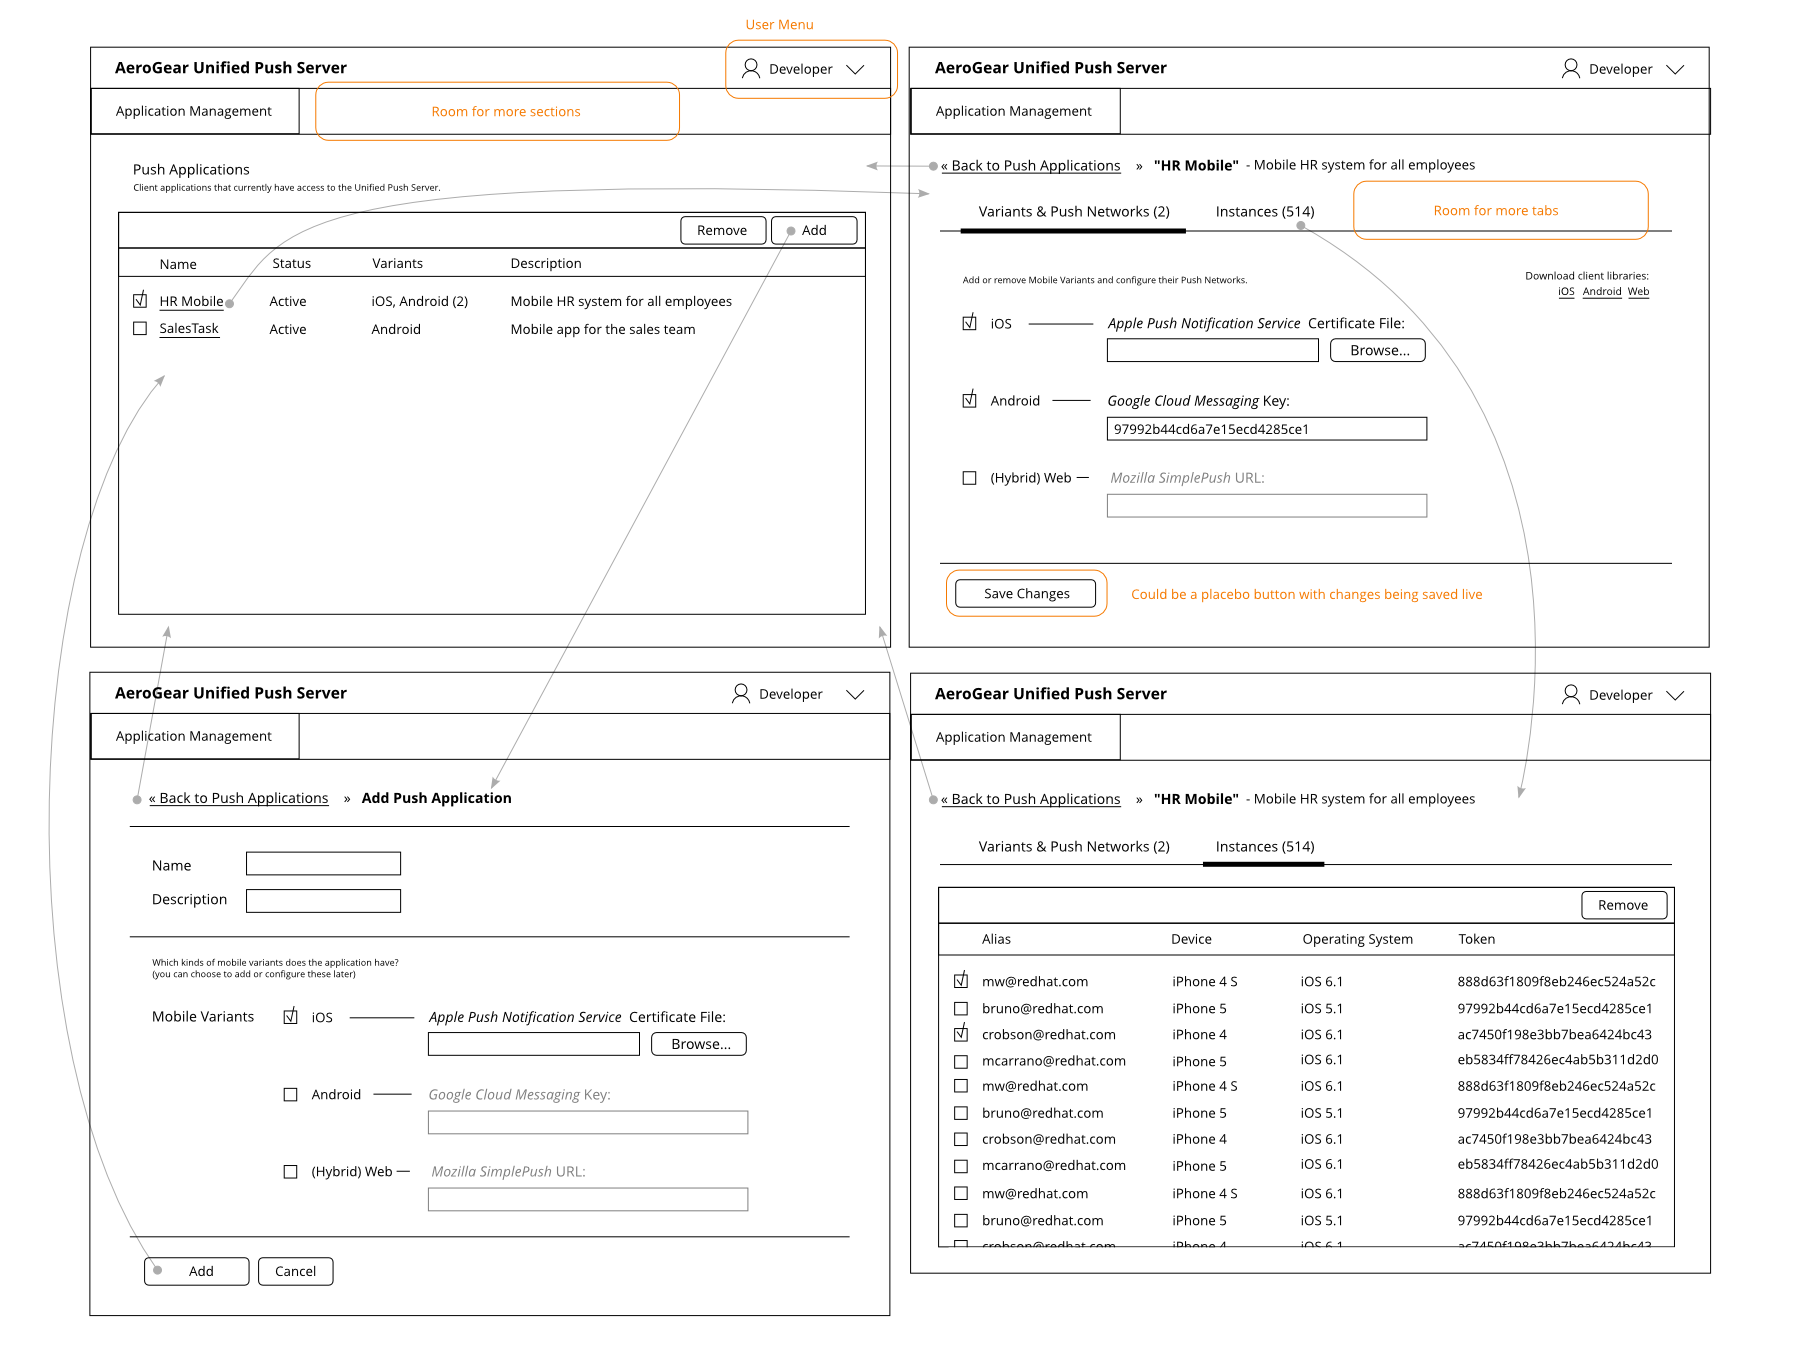 User Menu
AeroGear Unified Push Server
Developer
Application Management
Room for more sections
Push Applications
Client applications that currently have access to the Unified Push Server.
Remove Add
Name Status Variants Description
HR Mobile Active iOS, Android (2) Mobile HR system for all employees
SalesTask Active Android Mobile app for the sales team
AeroGear Unified Push Server
Developer
Application Management
« Back to Push Applications » "HR Mobile" - Mobile HR system for all employees
Variants & Push Networks (2) Instances (514) Room for more tabs
Add or remove Mobile Variants and configure their Push Networks.
Download client libraries:
iOS Android Web
iOS Apple Push Notification Service Certificate File:
Browse...
Android Google Cloud Messaging Key:
97992b44cd6a7e15ecd4285ce1
(Hybrid) Web Mozilla SimplePush URL:
Save Changes Could be a placebo button with changes being saved live
AeroGear Unified Push Server
Developer
Application Management
« Back to Push Applications » Add Push Application
Name
Description
Which kinds of mobile variants does the application have?
(you can choose to add or configure these later)
Mobile Variants iOS Apple Push Notification Service Certificate File:
Browse...
Android Google Cloud Messaging Key:
(Hybrid) Web Mozilla SimplePush URL:
Add Cancel
AeroGear Unified Push Server
Developer
Application Management
« Back to Push Applications » "HR Mobile" - Mobile HR system for all employees
Variants & Push Networks (2) Instances (514)
Remove
Alias Device Operating System Token
mw@redhat.com iPhone 4 S iOS 6.1 888d63f1809f8eb246ec524a52c
bruno@redhat.com iPhone 5 iOS 5.1 97992b44cd6a7e15ecd4285ce1
crobson@redhat.com iPhone 4 iOS 6.1 ac7450f198e3bb7bea6424bc43
mcarrano@redhat.com iPhone 5 iOS 6.1 eb5834ff78426ec4ab5b311d2d0
mw@redhat.com iPhone 4 S iOS 6.1 888d63f1809f8eb246ec524a52c
bruno@redhat.com iPhone 5 iOS 5.1 97992b44cd6a7e15ecd4285ce1
crobson@redhat.com iPhone 4 iOS 6.1 ac7450f198e3bb7bea6424bc43
mcarrano@redhat.com iPhone 5 iOS 6.1 eb5834ff78426ec4ab5b311d2d0
mw@redhat.com iPhone 4 S iOS 6.1 888d63f1809f8eb246ec524a52c
bruno@redhat.com iPhone 5 iOS 5.1 97992b44cd6a7e15ecd4285ce1
crobson@redhat.com iPhone 4 iOS 6.1 ac7450f198e3bb7bea6424bc43